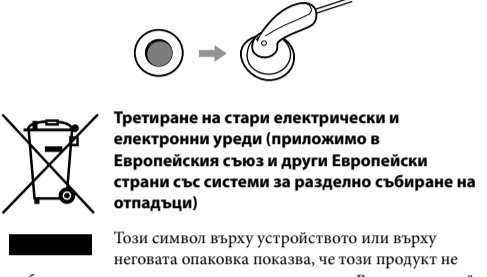 Третиране на стари електрически и
електронни уреди (приложимо в
Европейския съюз и други Европейски
страни със системи за разделно събиране на
отпадъци)
Този символ върху устройството или върху
неговата опаковка показва, че този продукт не